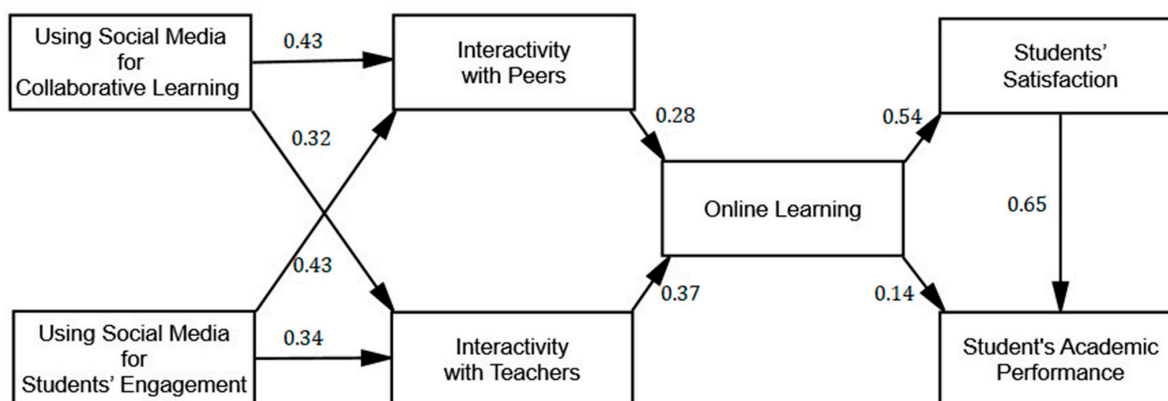 Using Social Media
for
Collaborative Learning
0.43
Interactivity
with Peers
Students’
Satisfaction
0.32
0.28
0.54
Online Learning
0.65
0.43
0.37
0.14
Using Social Media
for
Students’ Engagement
0.34
Interactivity
with Teachers
Student's Academic
Performance